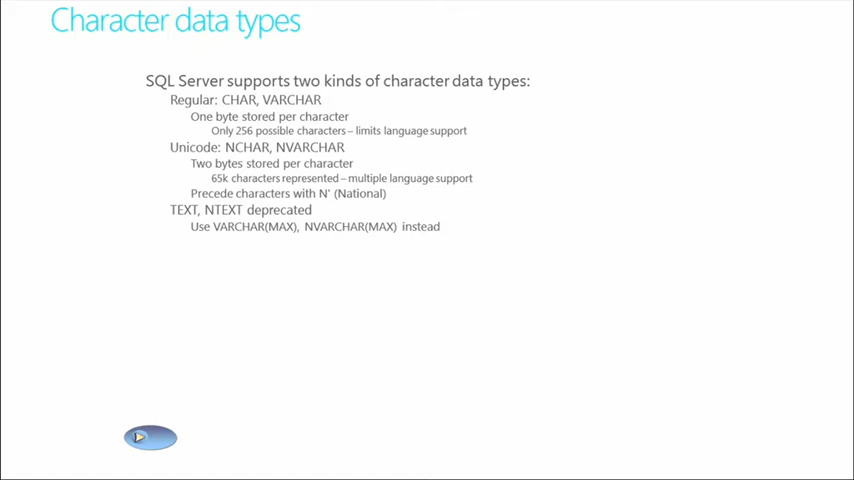 Character data types
SQL Server supports two kinds of character data types:
Regular: CHAR, VARCHAR
One byte stored per character
Only 256 possible characters – limits language support
Unicode: NCHAR, NVARCHAR
Two bytes stored per character
65k characters represented – multiple language support
Precede characters with N' (National)
TEXT, NTEXT deprecated
Use VARCHAR(MAX), NVARCHAR(MAX) instead